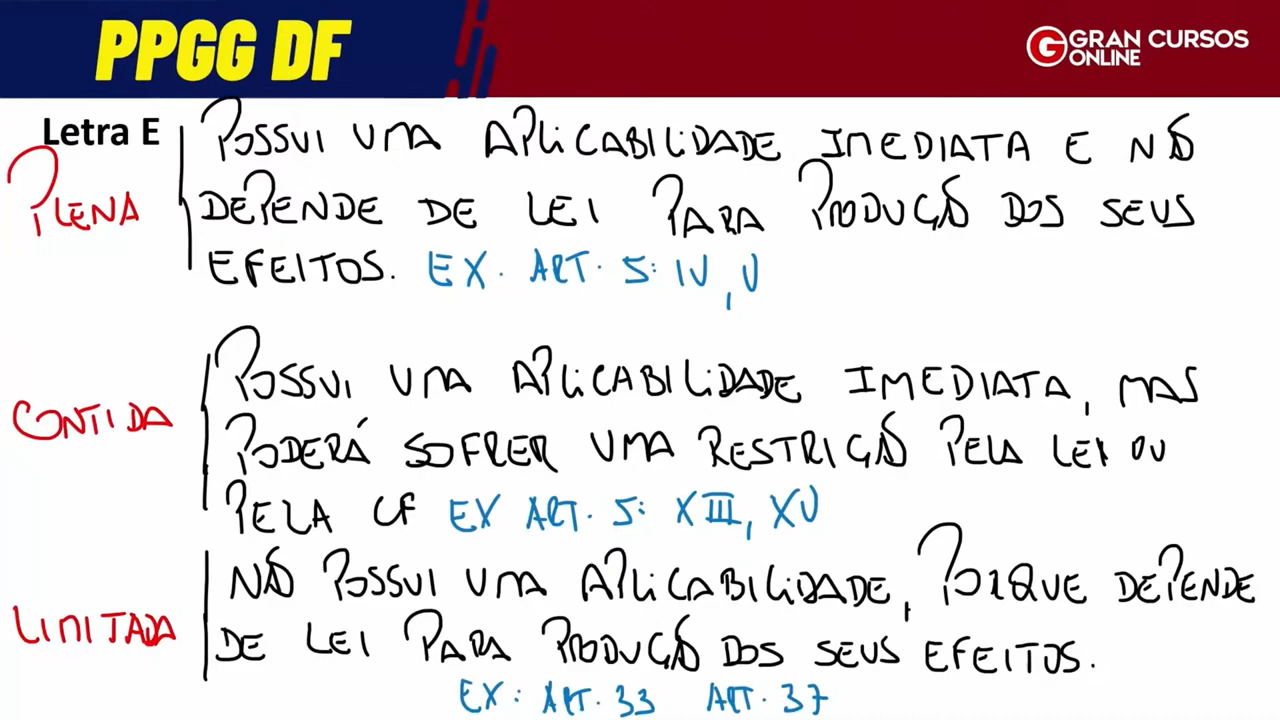 PPGG DF
GRAN CURSOS
ONLINE
Letra E
PLENA
POSSUI UMA APLICABILIDADE IMEDIATA E NÃO
DEPENDE DE LEI PARA PRODUÇÃO DOS SEUS
EFEITOS. EX. ART. 5: IV, V
CONTIDA
POSSUI UMA APLICABILIDADE IMEDIATA, MAS
PODERÁ SOFRER UMA RESTRIÇÃO PELA LEI OU
PELA CF EX ART. 5: XIII, XV
LIMITADA
NÃO POSSUI UMA APLICABILIDADE, PORQUE DEPENDE
DE LEI PARA PRODUÇÃO DOS SEUS EFEITOS.
EX: ART. 33 ART. 37